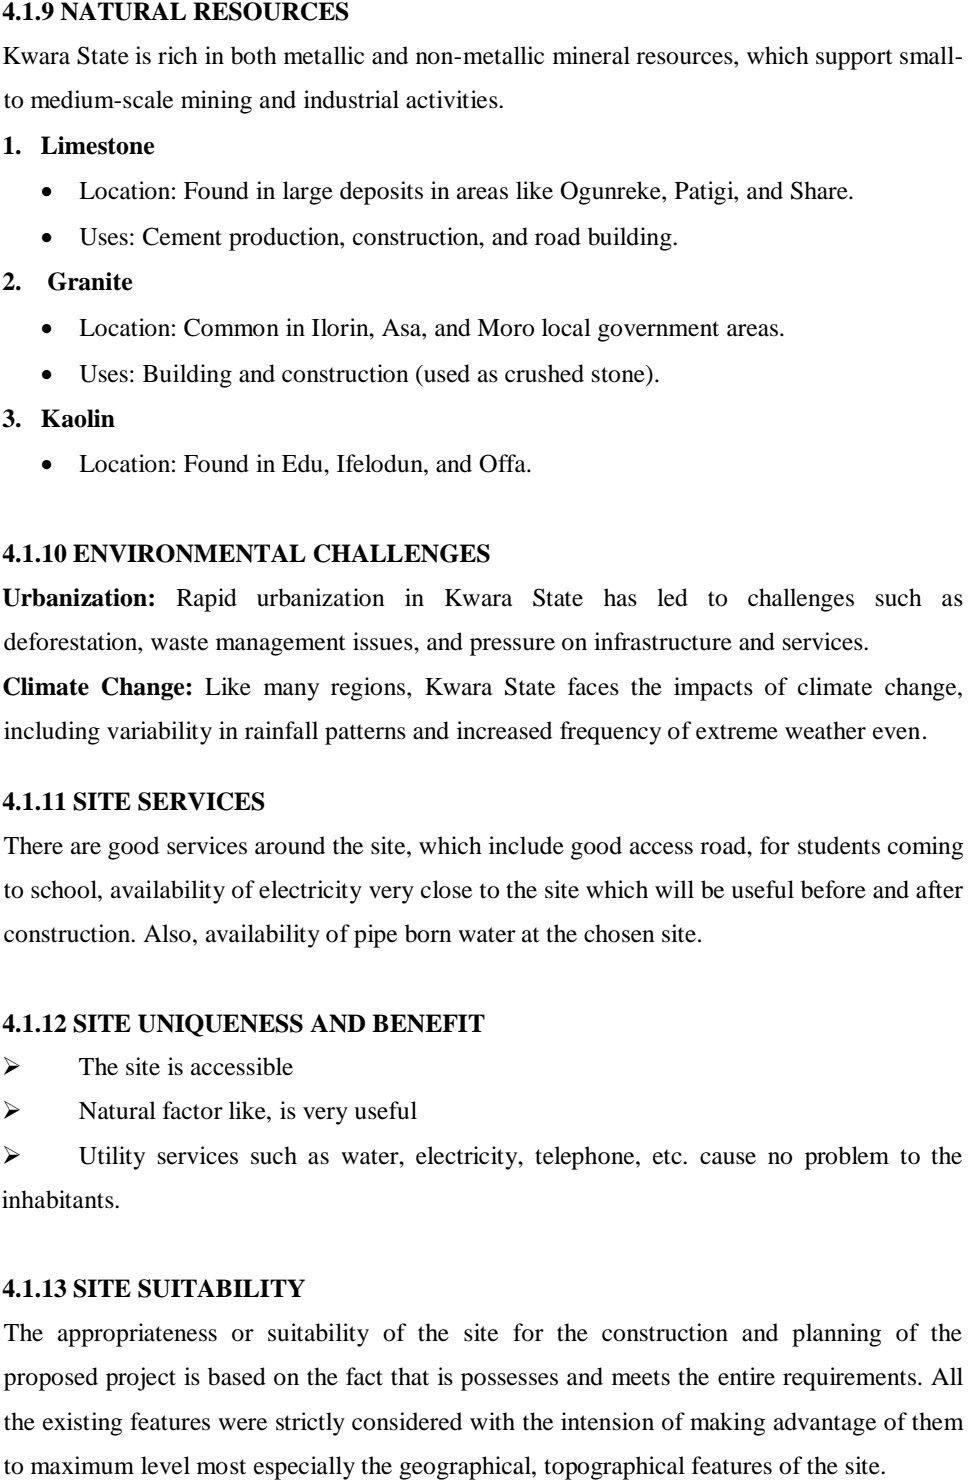 4.1.9 NATURAL RESOURCES
Kwara State is rich in both metallic and non-metallic mineral resources, which support small-
to medium-scale mining and industrial activities.
1. Limestone
• Location: Found in large deposits in areas like Ogunreke, Patigi, and Share.
• Uses: Cement production, construction, and road building.
2. Granite
• Location: Common in Ilorin, Asa, and Moro local government areas.
• Uses: Building and construction (used as crushed stone).
3. Kaolin
• Location: Found in Edu, Ifelodun, and Offa.
4.1.10 ENVIRONMENTAL CHALLENGES
Urbanization: Rapid urbanization in Kwara State has led to challenges such as
deforestation, waste management issues, and pressure on infrastructure and services.
Climate Change: Like many regions, Kwara State faces the impacts of climate change,
including variability in rainfall patterns and increased frequency of extreme weather even.
4.1.11 SITE SERVICES
There are good services around the site, which include good access road, for students coming
to school, availability of electricity very close to the site which will be useful before and after
construction. Also, availability of pipe born water at the chosen site.
4.1.12 SITE UNIQUENESS AND BENEFIT
➢ The site is accessible
➢ Natural factor like, is very useful
➢ Utility services such as water, electricity, telephone, etc. cause no problem to the
inhabitants.
4.1.13 SITE SUITABILITY
The appropriateness or suitability of the site for the construction and planning of the
proposed project is based on the fact that is possesses and meets the entire requirements. All
the existing features were strictly considered with the intension of making advantage of them
to maximum level most especially the geographical, topographical features of the site.